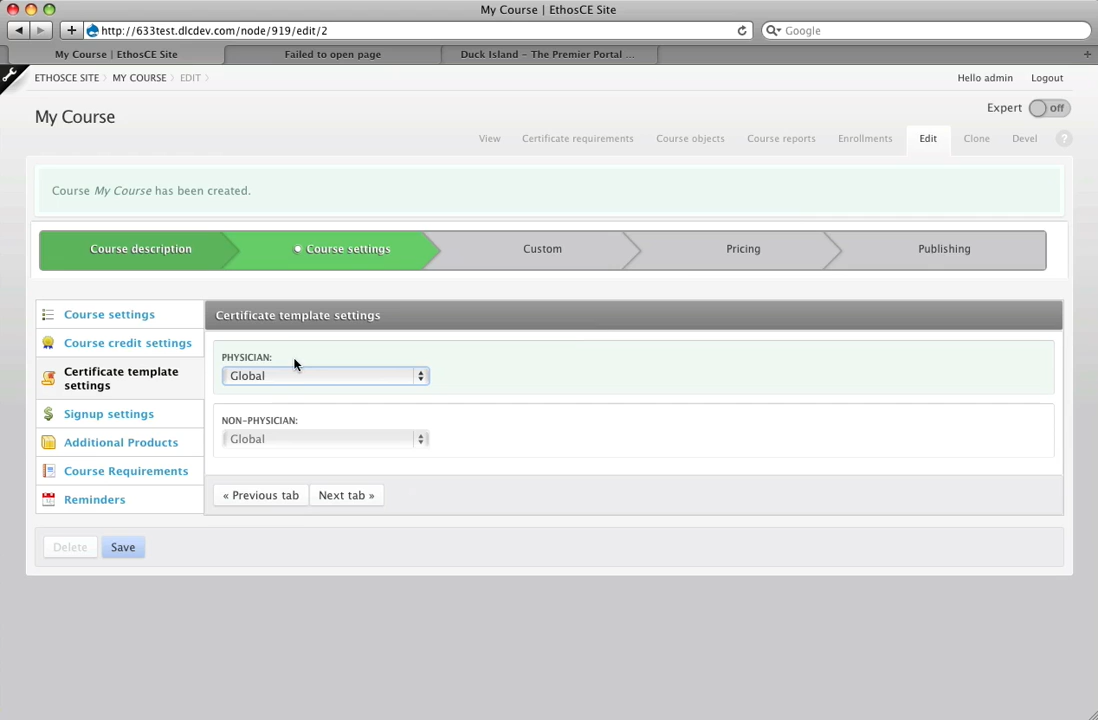 My Course | EthosCE Site
http://633test.dlcdev.com/node/919/edit/2
Google
My Course | EthosCE Site
Failed to open page
Duck Island – The Premier Portal ...
ETHOSCE SITE
MY COURSE
EDIT
Hello admin
Logout
My Course
Expert
off
View
Certificate requirements
Course objects
Course reports
Enrollments
Edit
Clone
Devel
?
Course My Course has been created.
Course description
Course settings
Custom
Pricing
Publishing
Course settings
Course credit settings
Certificate template
settings
Signup settings
Additional Products
Course Requirements
Reminders
Certificate template settings
PHYSICIAN:
Global
NON-PHYSICIAN:
Global
« Previous tab
Next tab »
Delete
Save